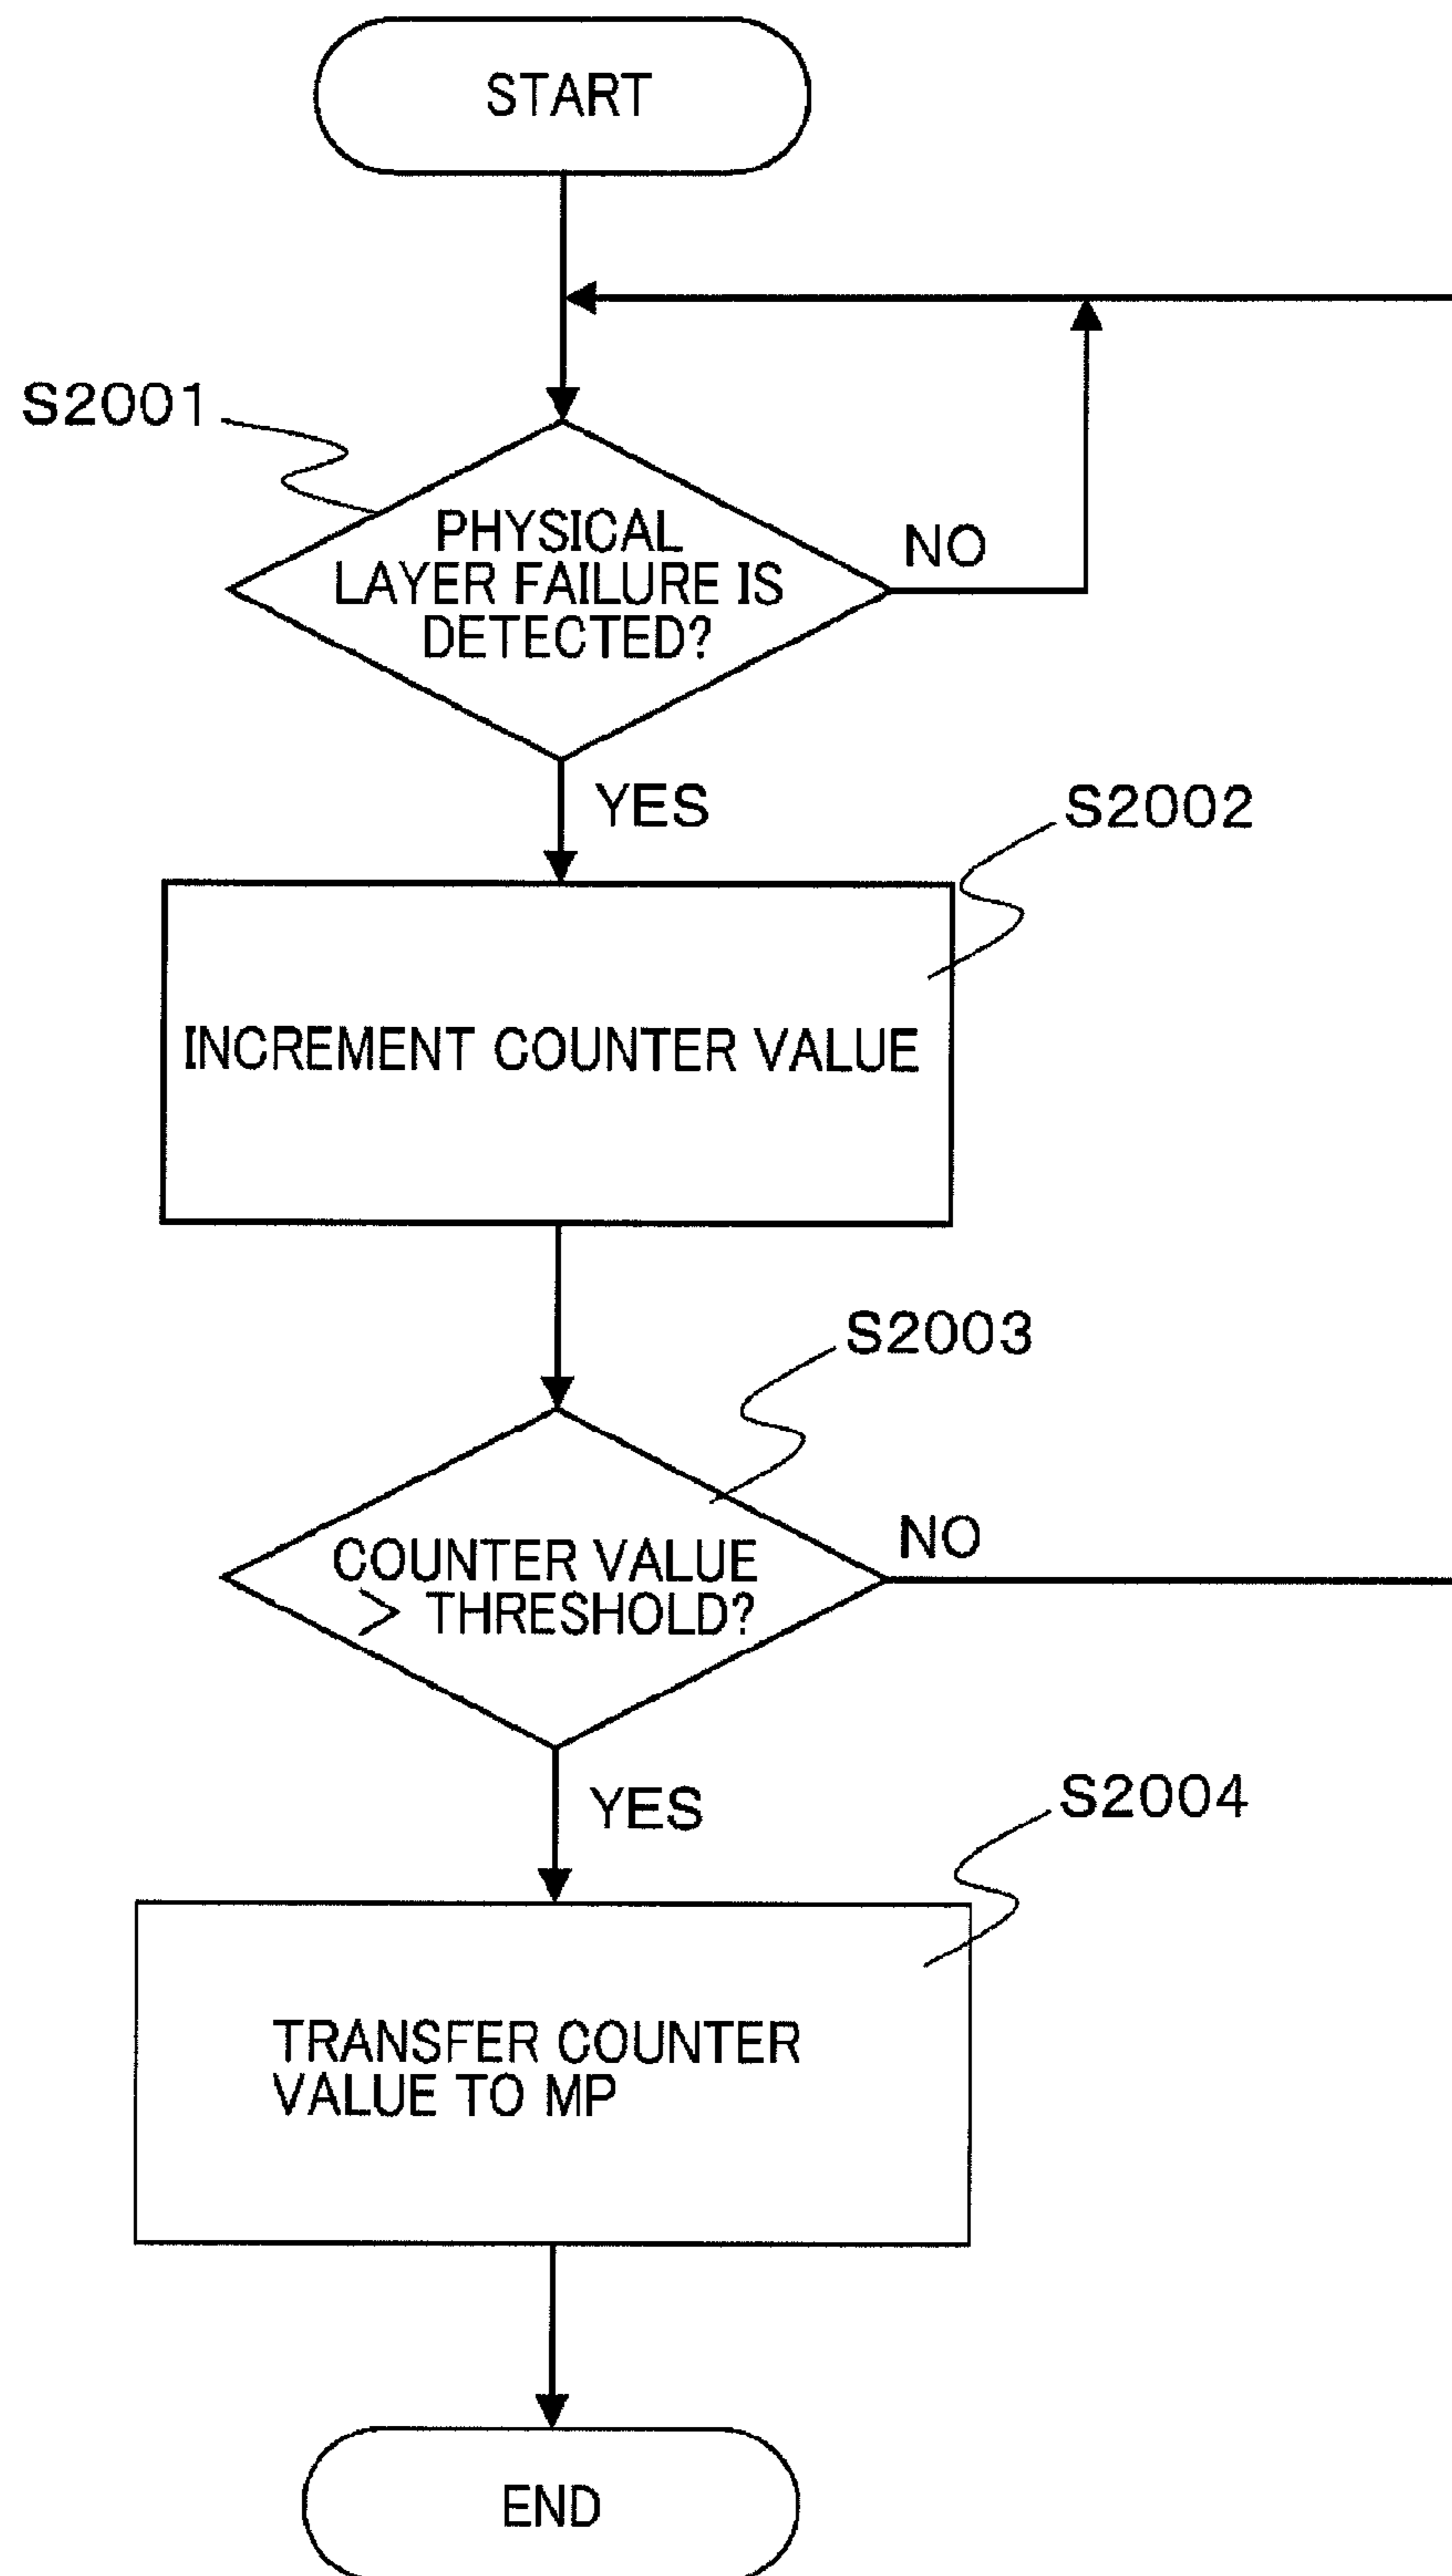 START
S2001
PHYSICAL
LAYER FAILURE IS
DETECTED?
NO
YES
S2002
INCREMENT COUNTER VALUE
S2003
COUNTER VALUE
> THRESHOLD?
NO
YES
S2004
TRANSFER COUNTER
VALUE TO MP
END